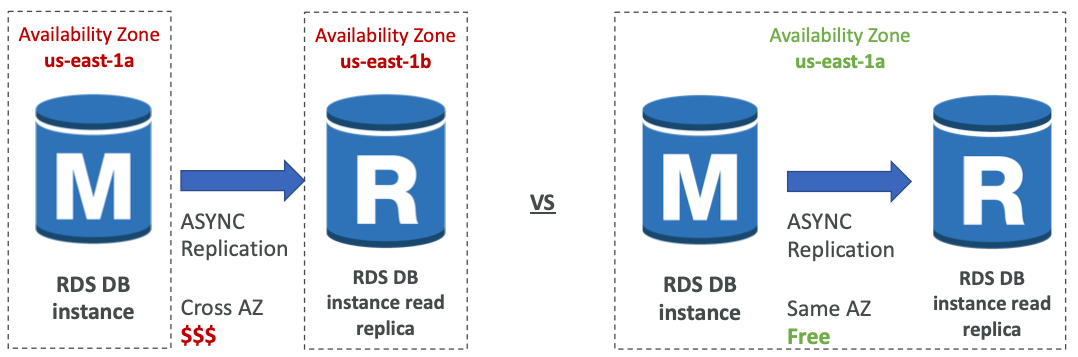 Availability Zone
us-east-1a
M
RDS DB
instance
ASYNC
Replication
Cross AZ
$$$
Availability Zone
us-east-1b
R
RDS DB
instance read
replica
VS
Availability Zone
us-east-1a
M
RDS DB
instance
ASYNC
Replication
Same AZ
Free
R
RDS DB
instance read
replica